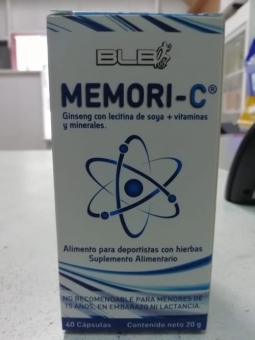 BLB
MEMORI-C®
Ginseng con lecitina de soya + vitaminas
y minerales.
Alimento para deportistas con hierbas
Suplemento Alimentario
NO RECOMENDABLE PARA MENORES DE
15 AÑOS, EN EMBARAZO NI LACTANCIA.
60 Cápsulas Contenido neto 20 g